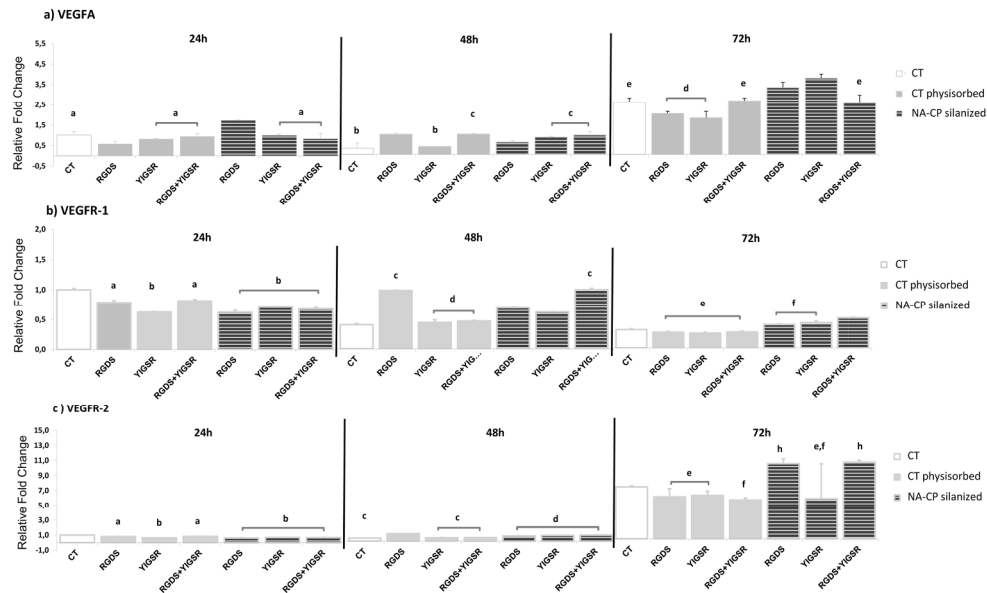 a) VEGFA
24h
48h
72h
Relative Fold Change
5,5
4,5
3,5
2,5
1,5
0,5
-0,5
a
a
a
b
b
c
c
e
d
e
e
CT
RGDS
YIGSR
RGDS+YIGSR
RGDS
YIGSR
RGDS+YIGSR
CT
RGDS
YIGSR
RGDS+YIGSR
RGDS
YIGSR
RGDS+YIGSR
CT
RGDS
YIGSR
RGDS+YIGSR
RGDS
YIGSR
RGDS+YIGSR
CT
CT physisorbed
NA-CP silanized
b) VEGFR-1
24h
48h
72h
Relative Fold Change
2,0
1,5
1,0
0,5
0,0
a
b
a
b
c
d
c
e
f
CT
RGDS
YIGSR
RGDS+YIGSR
RGDS
YIGSR
RGDS+YIGSR
CT
RGDS
YIGSR
RGDS+YIG...
RGDS
YIGSR
RGDS+YIG...
CT
RGDS
YIGSR
RGDS+YIGSR
RGDS
YIGSR
RGDS+YIGSR
CT
CT physisorbed
NA-CP silanized
c ) VEGFR-2
24h
48h
72h
Relative Fold Change
15,0
13,0
11,0
9,0
7,0
5,0
3,0
1,0
-1,0
a
b
a
b
c
c
d
e
f
h
e,f
h
CT
RGDS
YIGSR
RGDS+YIGSR
RGDS
YIGSR
RGDS+YIGSR
CT
RGDS
YIGSR
RGDS+YIGSR
RGDS
YIGSR
RGDS+YIGSR
CT
RGDS
YIGSR
RGDS+YIGSR
RGDS
YIGSR
RGDS+YIGSR
CT
CT physisorbed
NA-CP silanized